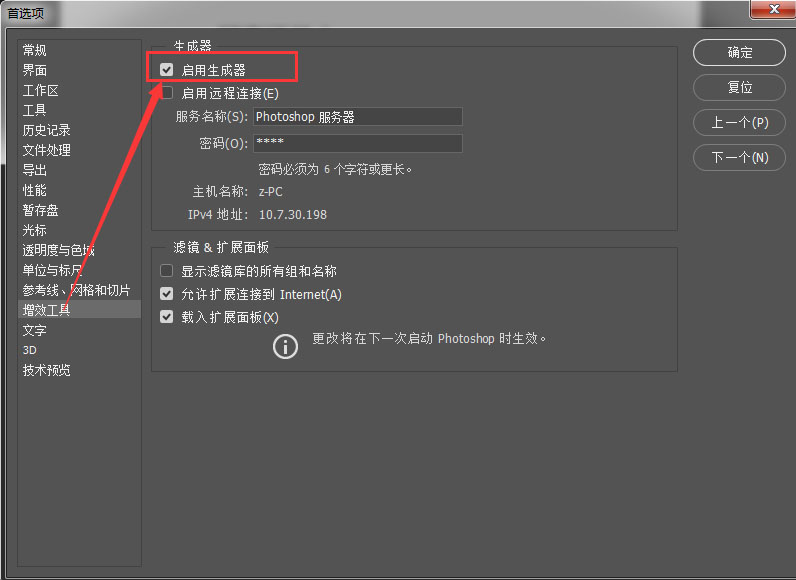 首选项
常规
界面
工作区
工具
历史记录
文件处理
导出
性能
暂存盘
光标
透明度与色域
单位与标尺
参考线、网格和切片
增效工具
文字
3D
技术预览
生成器
启用生成器
启用远程连接(E)
服务名称(S): Photoshop 服务器
密码(O): ****
密码必须为 6 个字符或更长。
主机名称: z-PC
IPv4 地址: 10.7.30.198
滤镜 & 扩展面板
显示滤镜库的所有组和名称
允许扩展连接到 Internet(A)
载入扩展面板(X)
更改将在下一次启动 Photoshop 时生效。
确定
复位
上一个(P)
下一个(N)